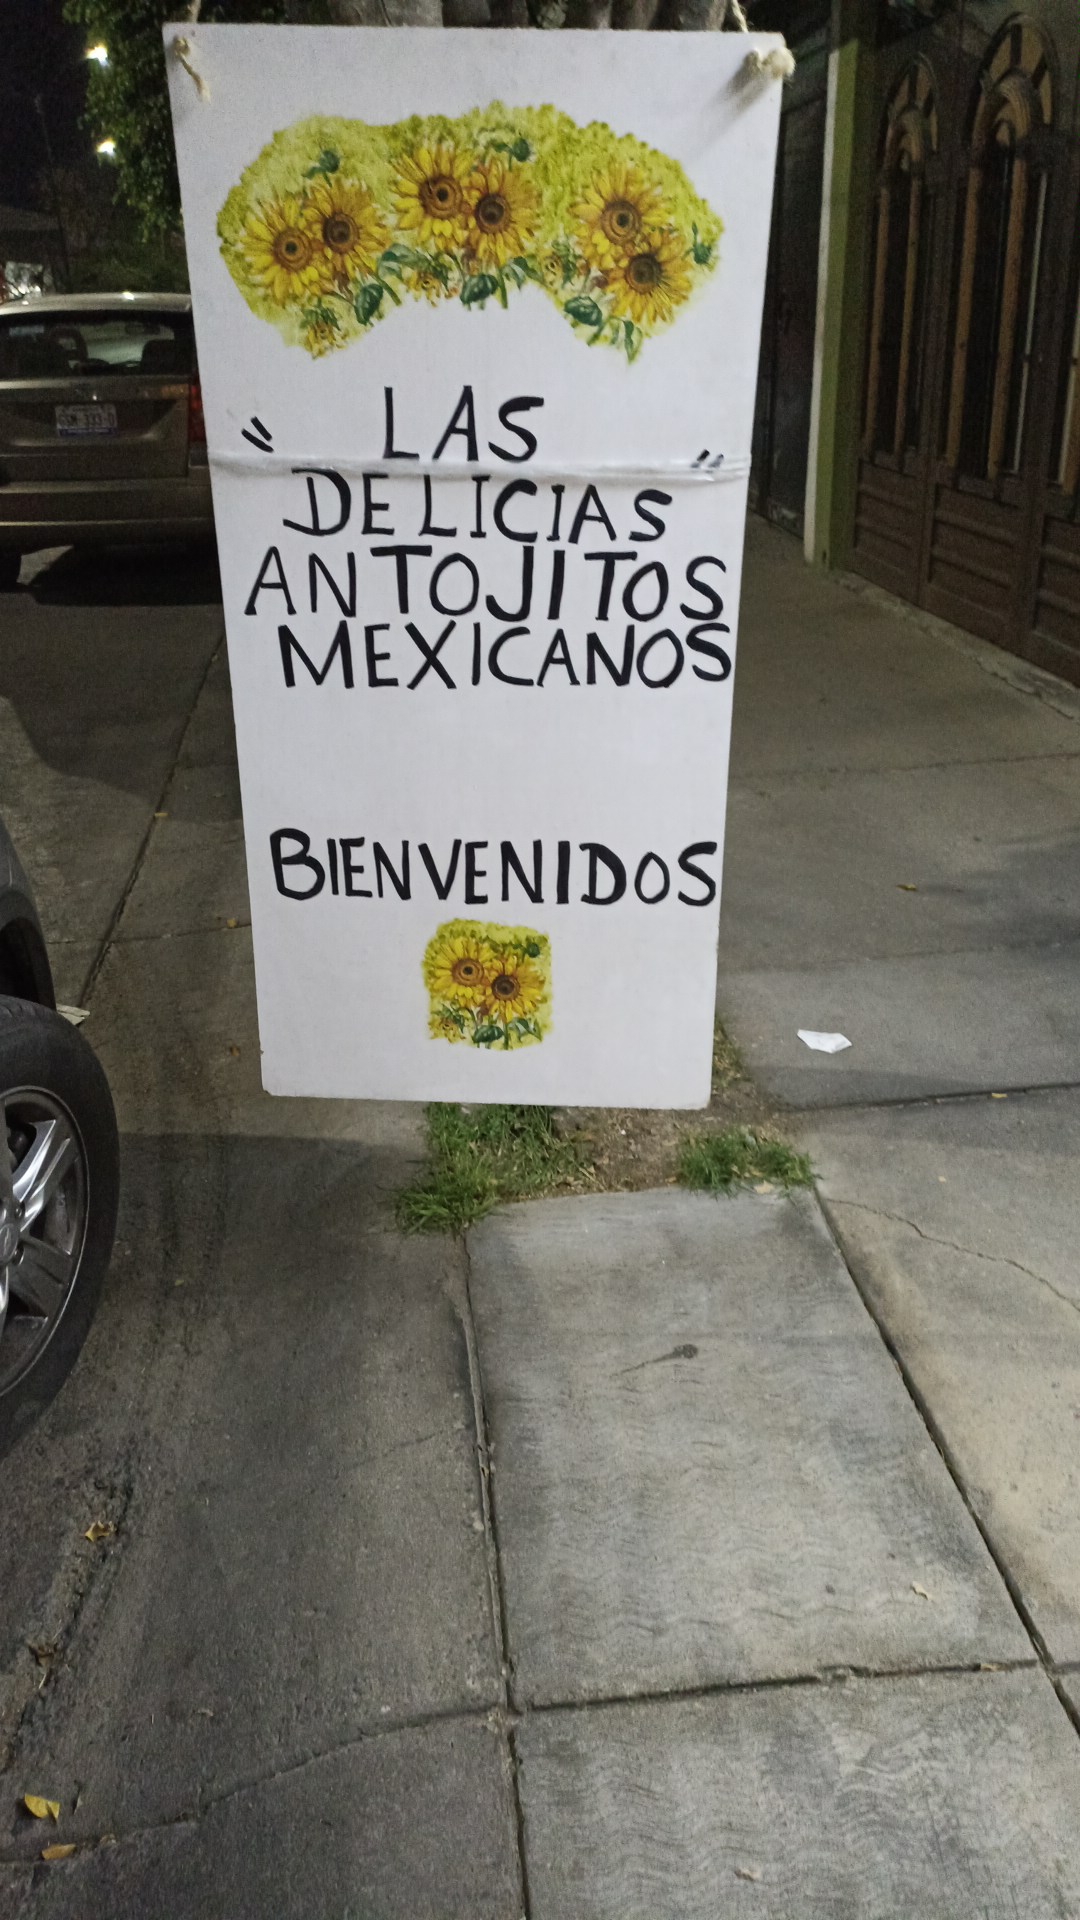 " LAS "
DELICIAS
ANTOJITOS
MEXICANOS
BIENVENIDOS